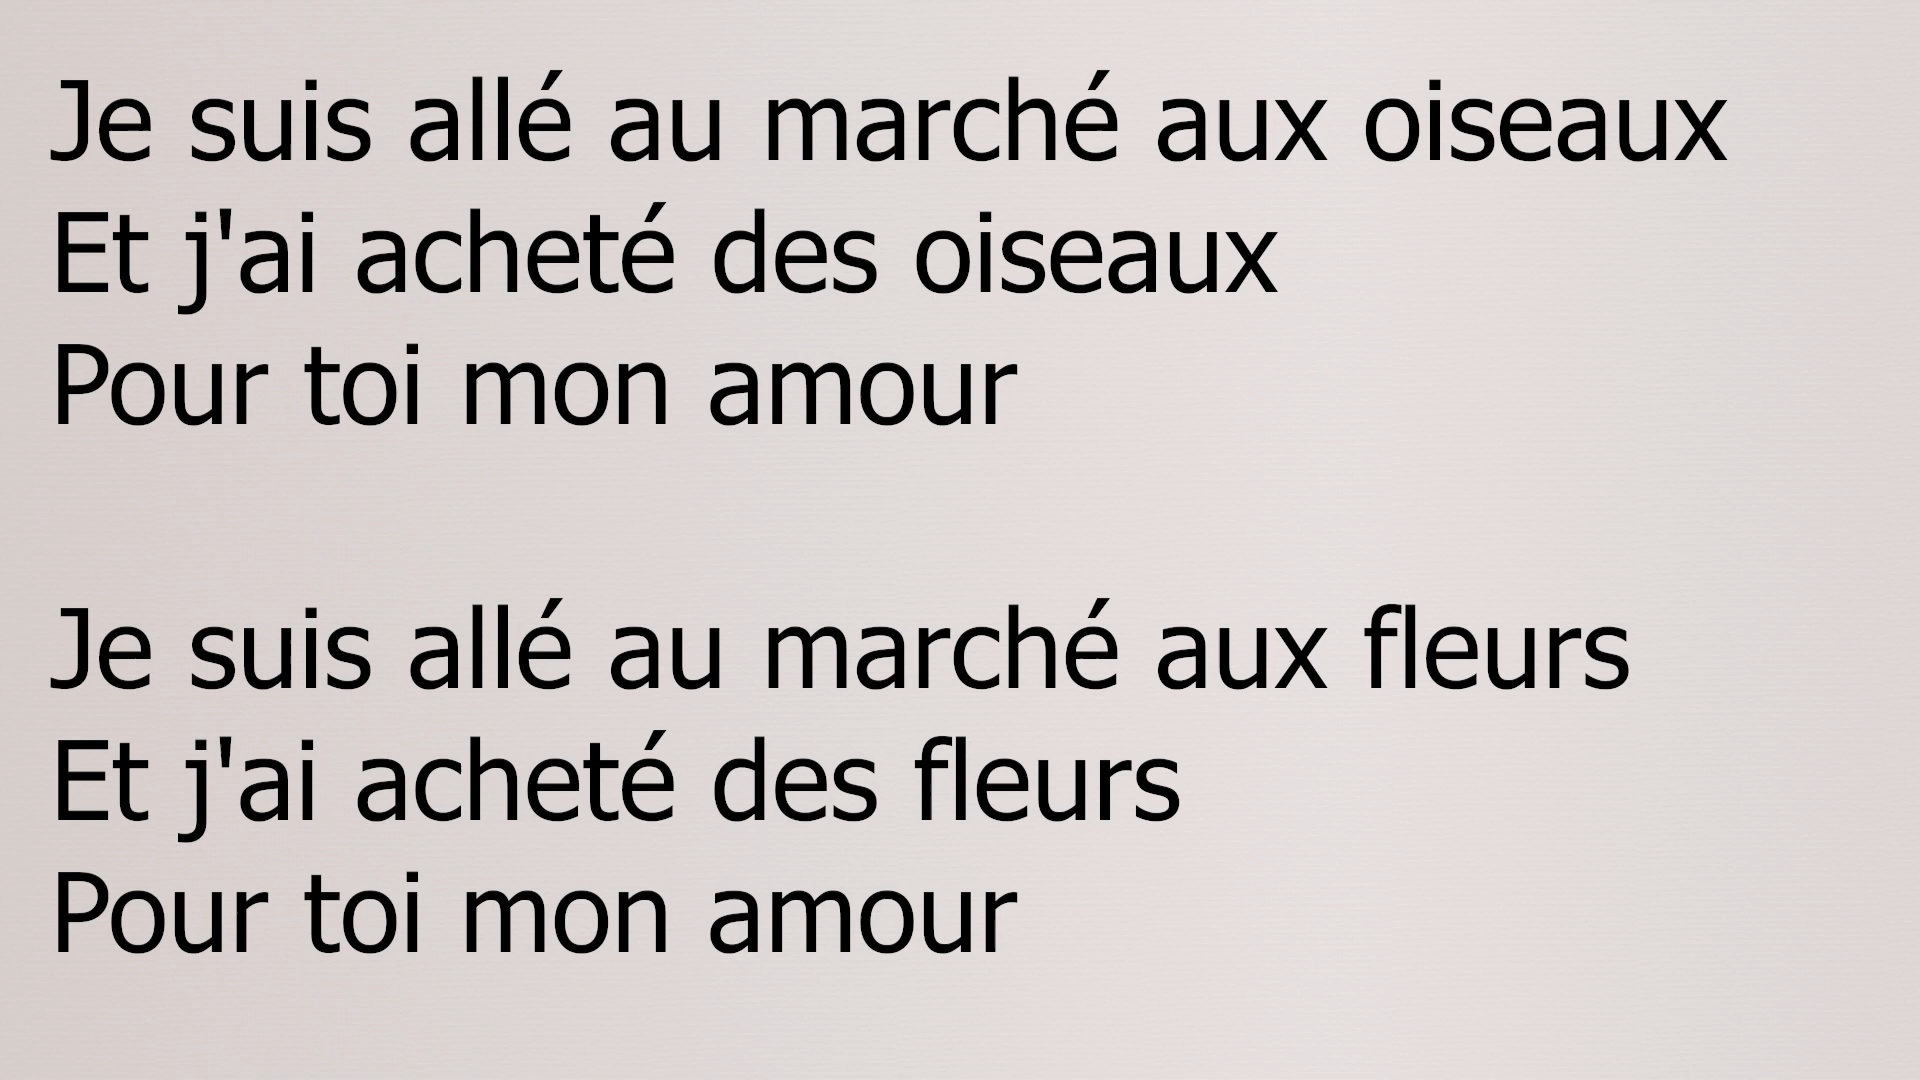 Je suis allé au marché aux oiseaux
Et j'ai acheté des oiseaux
Pour toi mon amour
Je suis allé au marché aux fleurs
Et j'ai acheté des fleurs
Pour toi mon amour